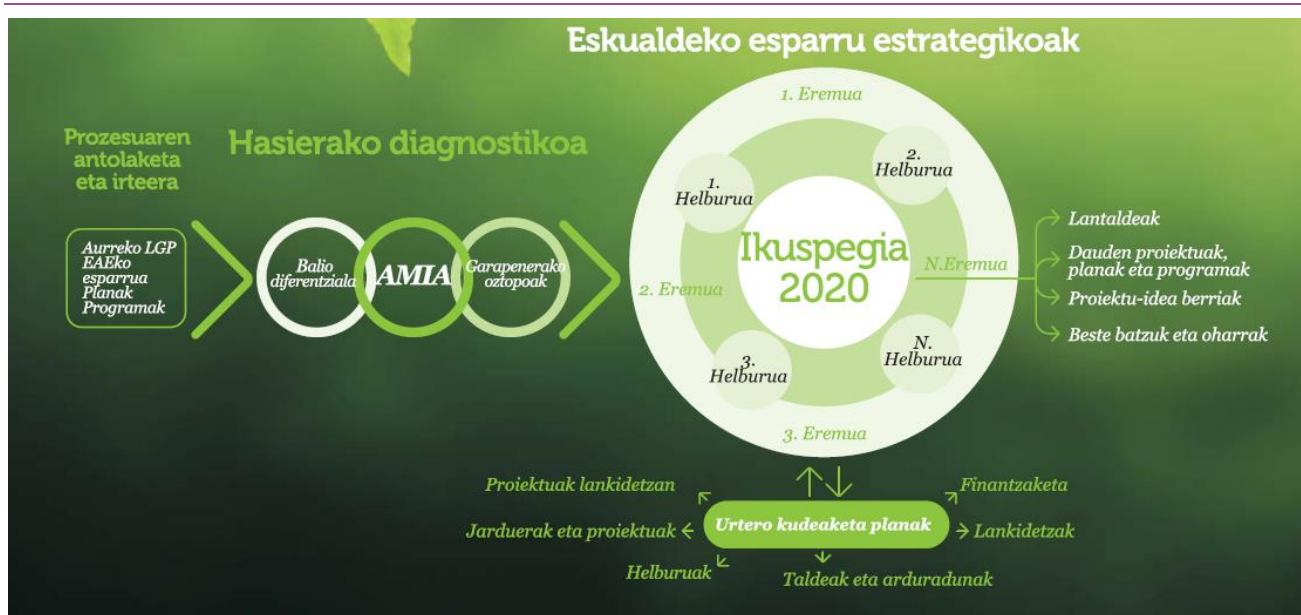 Eskualdeko esparru estrategikoak
Prozesuaren
antolaketa
eta irteera
Hasierako diagnostikoa
Aurreko LGP
EAEko
esparrua
Planak
Programak
Balio
diferentziala
AMIA
Garapenerako
oztopoak
1. Eremua
1.
Helburua
2.
Helburua
Ikuspegia
2020
2. Eremua
N.Eremua
3.
Helburua
N.
Helburua
3. Eremua
Lantaldeak
Dauden proiektuak,
planak eta programak
Proiektu-idea berriak
Beste batzuk eta oharrak
Proiektuak lankidetzan
Finantzaketa
Jarduerak eta proiektuak
Urtero kudeaketa planak
Lankidetzak
Helburuak
Taldeak eta arduradunak